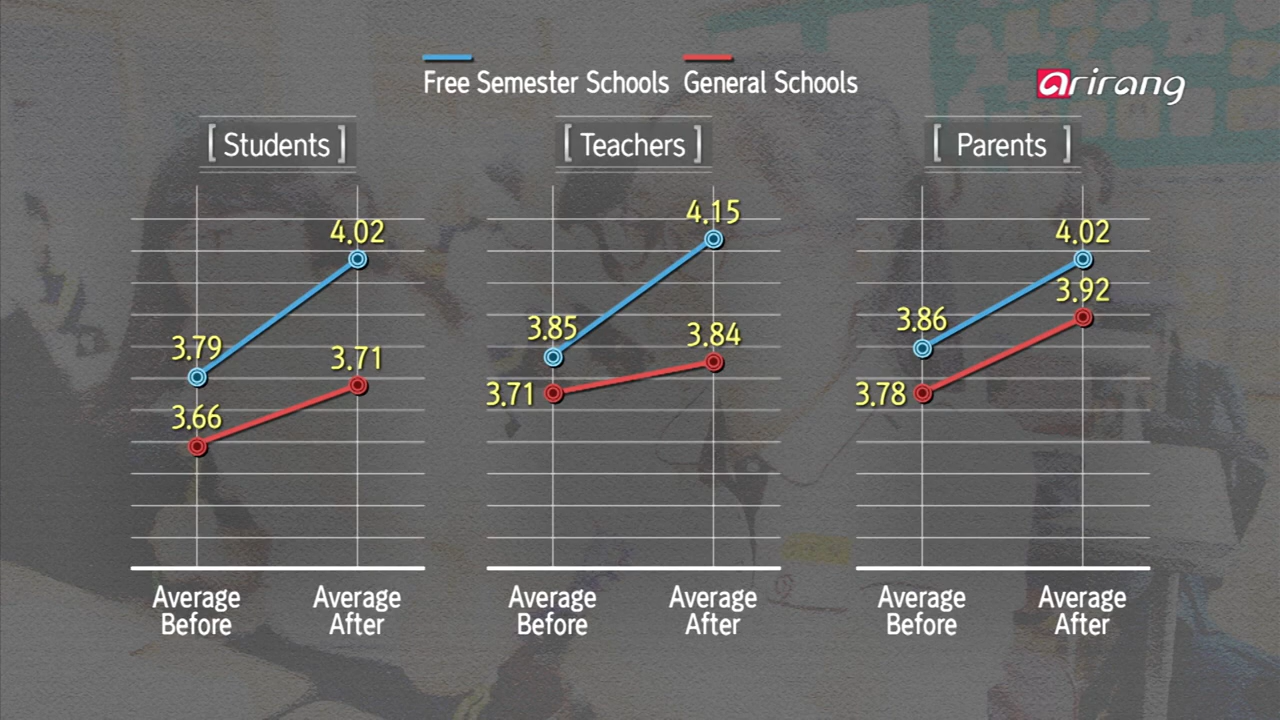 Free Semester Schools
General Schools
arirang
[Students]
[Teachers]
[Parents]
4.02
3.79
3.71
3.66
4.15
3.85
3.84
3.71
4.02
3.92
3.86
3.78
Average
Before
Average
After
Average
Before
Average
After
Average
Before
Average
After